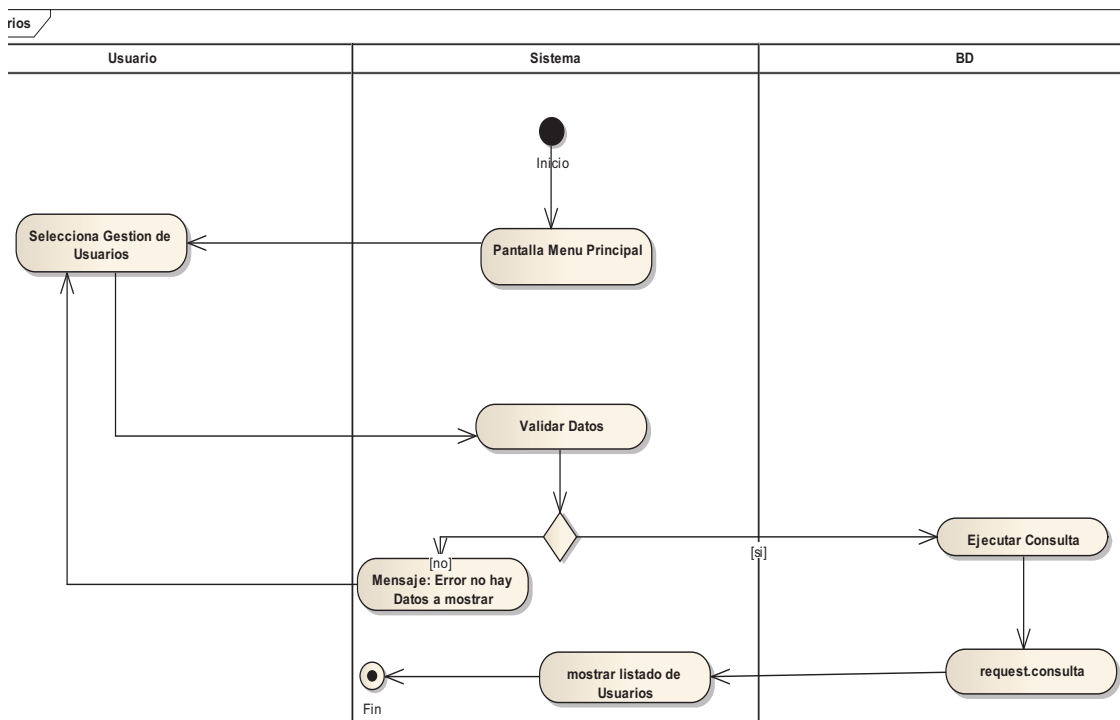 rios
Usuario
Sistema
BD
Inicio
Selecciona Gestion de
Usuarios
Pantalla Menu Principal
Validar Datos
Ejecutar Consulta
[no]
[si]
Mensaje: Error no hay
Datos a mostrar
mostrar listado de
Usuarios
request.consulta
Fin